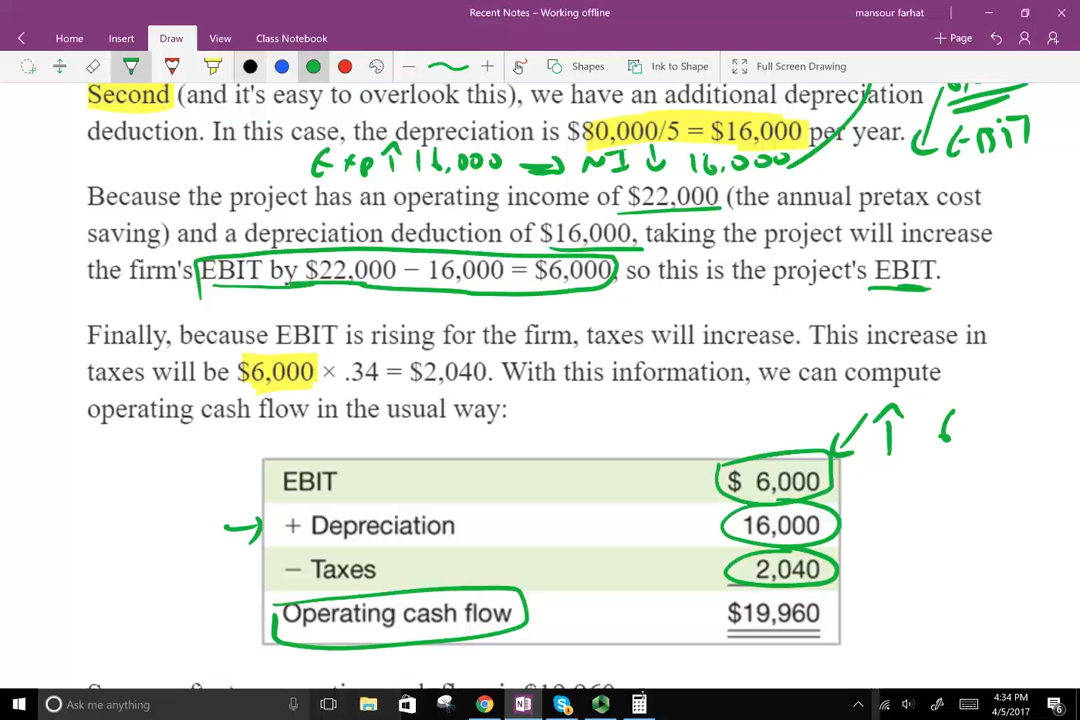 Recent Notes – Working offline
mansour farhat
Home Insert Draw View Class Notebook
Page
Shapes Ink to Shape Full Screen Drawing
Second (and it's easy to overlook this), we have an additional depreciation
deduction. In this case, the depreciation is $80,000/5 = $16,000 per year.
EBIT
Exp ↑ 16,000 → NI ↓ 16,000
Because the project has an operating income of $22,000 (the annual pretax cost
saving) and a depreciation deduction of $16,000, taking the project will increase
the firm's EBIT by $22,000 − 16,000 = $6,000, so this is the project's EBIT.
Finally, because EBIT is rising for the firm, taxes will increase. This increase in
taxes will be $6,000 × .34 = $2,040. With this information, we can compute
operating cash flow in the usual way:
EBIT $ 6,000
+ Depreciation 16,000
− Taxes 2,040
Operating cash flow $19,960
Ask me anything
4:34 PM
4/5/2017